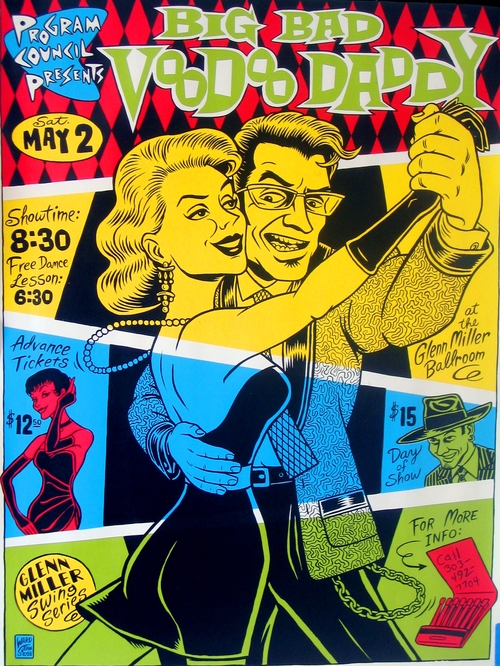 PROGRAM
COUNCIL
PRESENTS
BIG BAD
VOODOO DADDY
Sat.
MAY 2
Showtime:
8:30
Free Dance
Lesson:
6:30
at
the
Glenn Miller
Ballroom
Advance
Tickets
$12.50
$15
Day
of
Show
FOR MORE
INFO:
Call
303-
492-
7704
GLENN
MILLER
Swing
Series